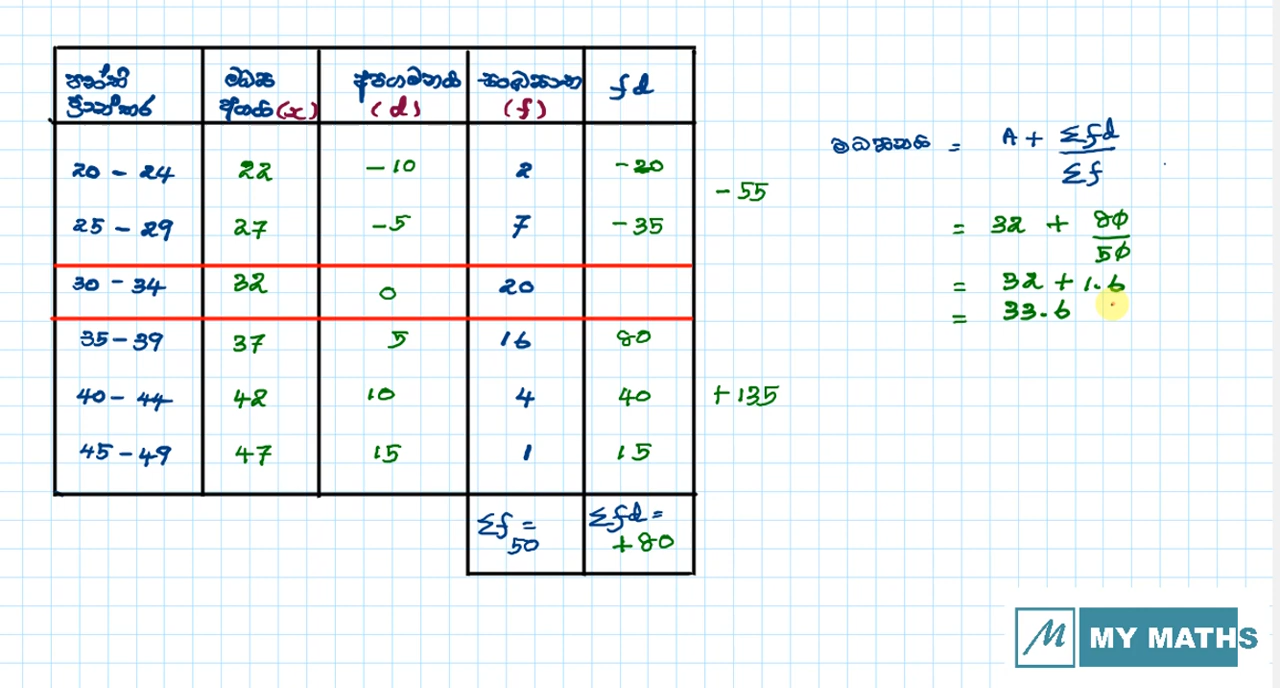 පන්ති ප්‍රාන්තර | මධ්‍ය අගය (x) | අපගමනය (d) | සංඛ්‍යාත (f) | fd
20 - 24 | 22 | -10 | 2 | -20
25 - 29 | 27 | -5 | 7 | -35
- 55
30 - 34 | 32 | 0 | 20
35 - 39 | 37 | 5 | 16 | 80
40 - 44 | 42 | 10 | 4 | 40
+ 135
45 - 49 | 47 | 15 | 1 | 15
Σf = 50 | Σfd = + 80
මධ්‍යන්‍යය = A + Σfd / Σf
= 32 + 80 / 50
= 32 + 1.6
= 33.6
M MY MATHS